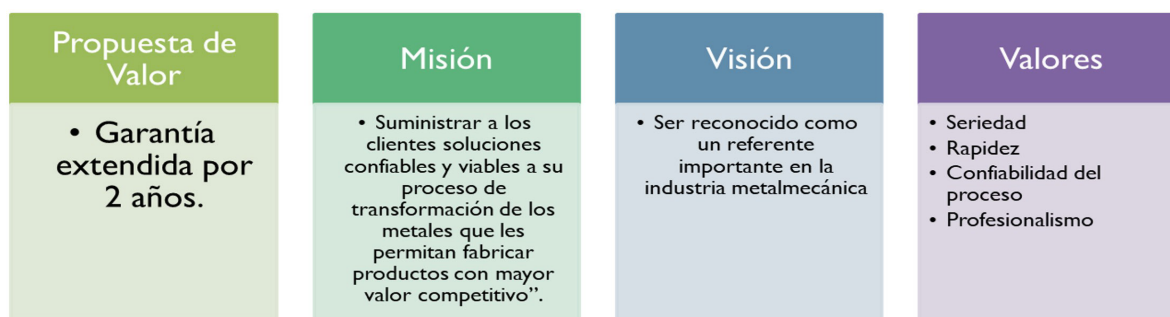 Propuesta de
Valor
• Garantía
extendida por
2 años.
Misión
• Suministrar a los
clientes soluciones
confiables y viables a su
proceso de
transformación de los
metales que les
permitan fabricar
productos con mayor
valor competitivo”.
Visión
• Ser reconocido como
un referente
importante en la
industria metalmecánica
Valores
• Seriedad
• Rapidez
• Confiabilidad del
proceso
• Profesionalismo